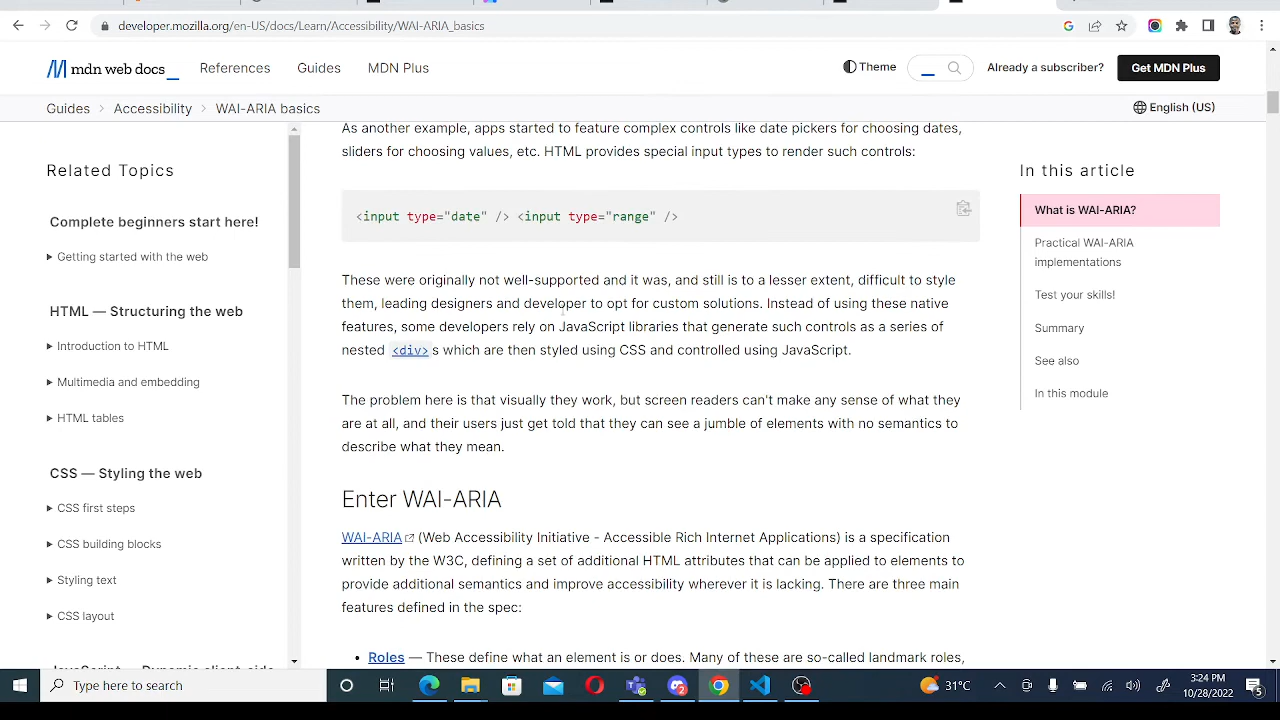 developer.mozilla.org/en-US/docs/Learn/Accessibility/WAI-ARIA_basics
mdn web docs_
References
Guides
MDN Plus
Theme
Already a subscriber?
Get MDN Plus
Guides
Accessibility
WAI-ARIA basics
English (US)
Related Topics
Complete beginners start here!
Getting started with the web
HTML — Structuring the web
Introduction to HTML
Multimedia and embedding
HTML tables
CSS — Styling the web
CSS first steps
CSS building blocks
Styling text
CSS layout
JavaScript — Dynamic client-side
As another example, apps started to feature complex controls like date pickers for choosing dates,
sliders for choosing values, etc. HTML provides special input types to render such controls:
<input type="date" /> <input type="range" />
These were originally not well-supported and it was, and still is to a lesser extent, difficult to style
them, leading designers and developer to opt for custom solutions. Instead of using these native
features, some developers rely on JavaScript libraries that generate such controls as a series of
nested <div>s which are then styled using CSS and controlled using JavaScript.
The problem here is that visually they work, but screen readers can't make any sense of what they
are at all, and their users just get told that they can see a jumble of elements with no semantics to
describe what they mean.
Enter WAI-ARIA
WAI-ARIA (Web Accessibility Initiative - Accessible Rich Internet Applications) is a specification
written by the W3C, defining a set of additional HTML attributes that can be applied to elements to
provide additional semantics and improve accessibility wherever it is lacking. There are three main
features defined in the spec:
• Roles — These define what an element is or does. Many of these are so-called landmark roles,
In this article
What is WAI-ARIA?
Practical WAI-ARIA
implementations
Test your skills!
Summary
See also
In this module
Type here to search
31°C
3:24 PM
10/28/2022
5